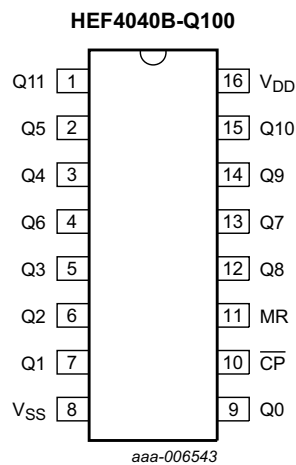 HEF4040B-Q100
Q11 1 16 VDD
Q5 2 15 Q10
Q4 3 14 Q9
Q6 4 13 Q7
Q3 5 12 Q8
Q2 6 11 MR
Q1 7 10 C̅P̅
VSS 8 9 Q0
aaa-006543